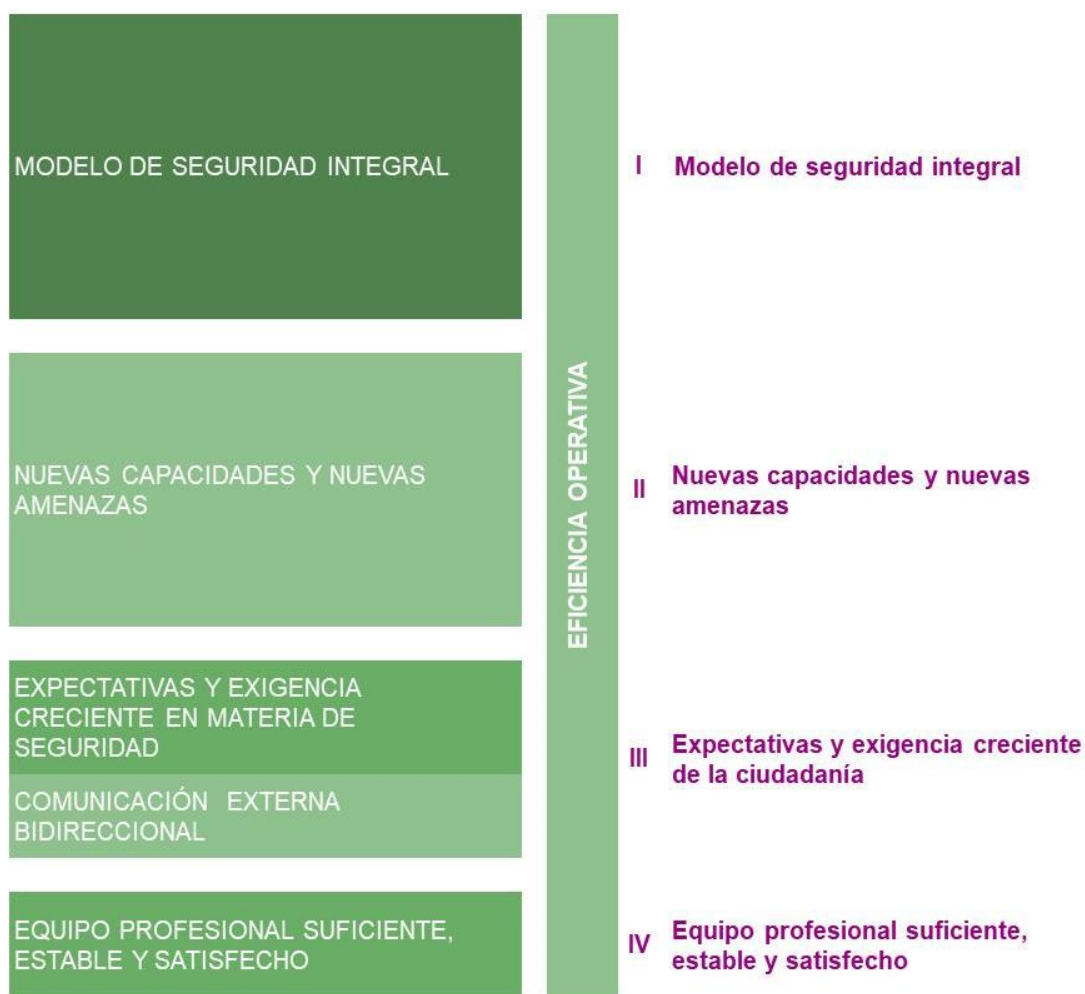 MODELO DE SEGURIDAD INTEGRAL
I Modelo de seguridad integral
NUEVAS CAPACIDADES Y NUEVAS
AMENAZAS
EFICIENCIA OPERATIVA
II Nuevas capacidades y nuevas
amenazas
EXPECTATIVAS Y EXIGENCIA
CRECIENTE EN MATERIA DE
SEGURIDAD
COMUNICACIÓN EXTERNA
BIDIRECCIONAL
III Expectativas y exigencia creciente
de la ciudadanía
EQUIPO PROFESIONAL SUFICIENTE,
ESTABLE Y SATISFECHO
IV Equipo profesional suficiente,
estable y satisfecho